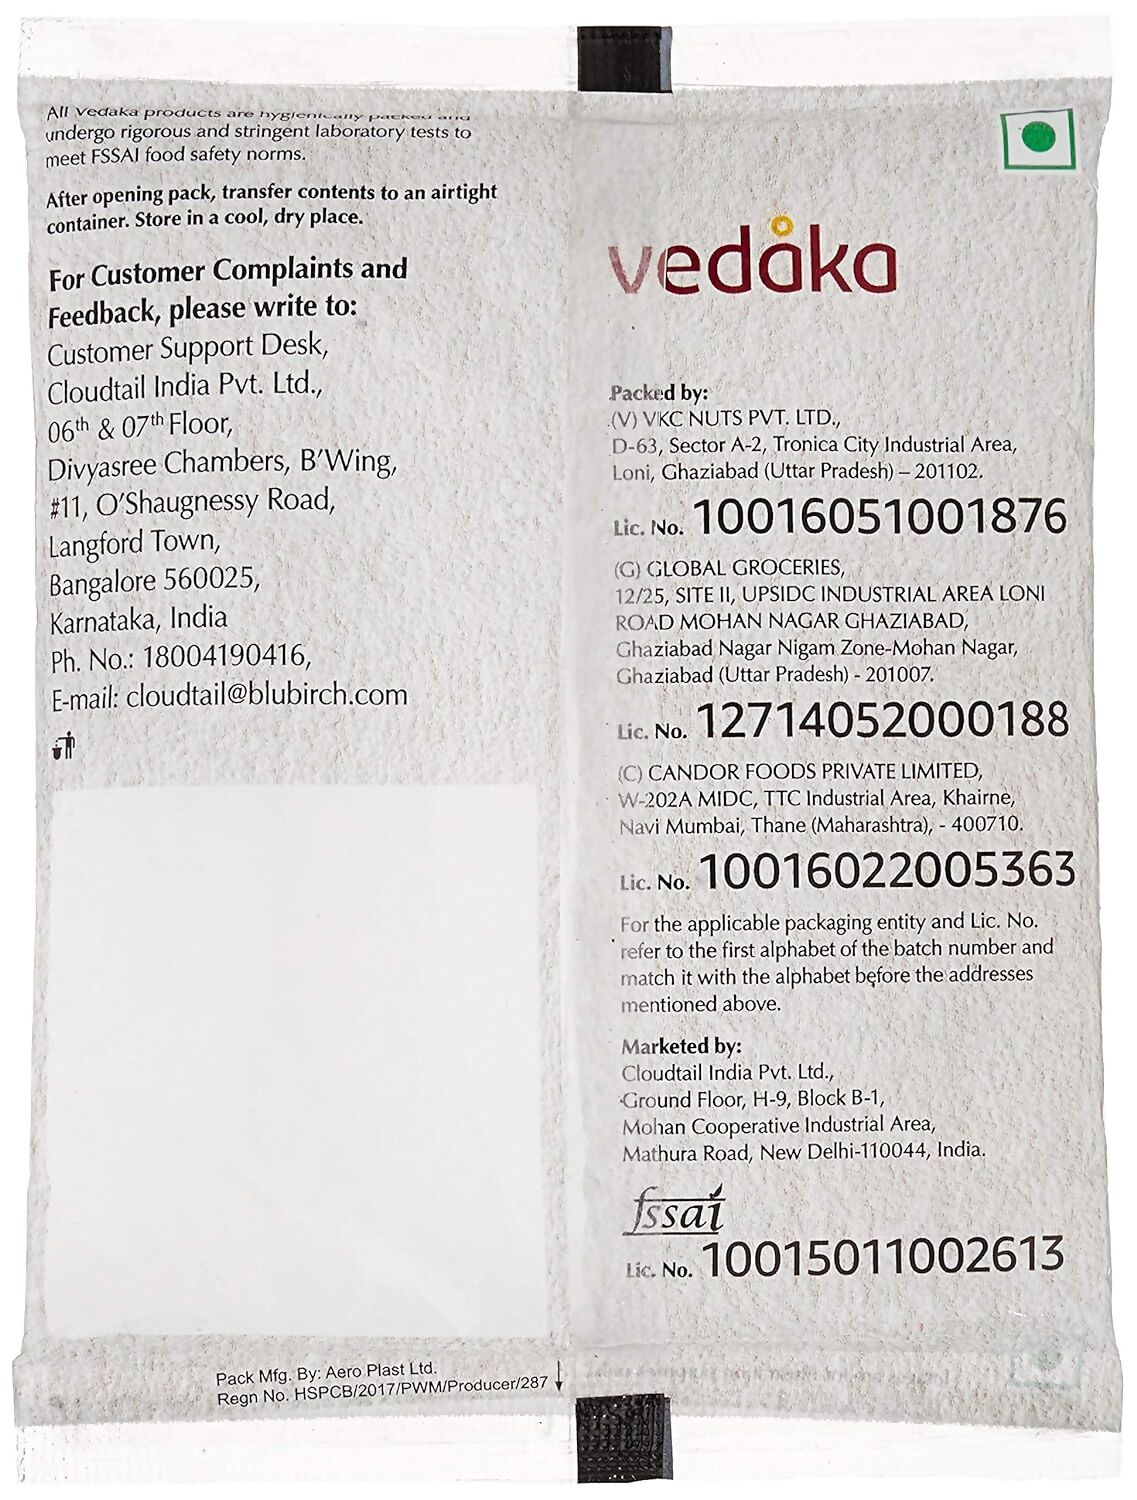 All Vedaka products are hygienically packed and
undergo rigorous and stringent laboratory tests to
meet FSSAI food safety norms.
After opening pack, transfer contents to an airtight
container. Store in a cool, dry place.
For Customer Complaints and
Feedback, please write to:
Customer Support Desk,
Cloudtail India Pvt. Ltd.,
06th & 07th Floor,
Divyasree Chambers, B'Wing,
#11, O'Shaugnessy Road,
Langford Town,
Bangalore 560025,
Karnataka, India
Ph. No.: 18004190416,
E-mail: cloudtail@blubirch.com
Pack Mfg. By: Aero Plast Ltd.
Regn No. HSPCB/2017/PWM/Producer/287
vedaka
Packed by:
(V) VKC NUTS PVT. LTD.,
D-63, Sector A-2, Tronica City Industrial Area,
Loni, Ghaziabad (Uttar Pradesh) – 201102.
Lic. No. 10016051001876
(G) GLOBAL GROCERIES,
12/25, SITE II, UPSIDC INDUSTRIAL AREA LONI
ROAD MOHAN NAGAR GHAZIABAD,
Ghaziabad Nagar Nigam Zone-Mohan Nagar,
Ghaziabad (Uttar Pradesh) - 201007.
Lic. No. 12714052000188
(C) CANDOR FOODS PRIVATE LIMITED,
W-202A MIDC, TTC Industrial Area, Khairne,
Navi Mumbai, Thane (Maharashtra), - 400710.
Lic. No. 10016022005363
For the applicable packaging entity and Lic. No.
refer to the first alphabet of the batch number and
match it with the alphabet before the addresses
mentioned above.
Marketed by:
Cloudtail India Pvt. Ltd.,
Ground Floor, H-9, Block B-1,
Mohan Cooperative Industrial Area,
Mathura Road, New Delhi-110044, India.
fssai
Lic. No. 10015011002613